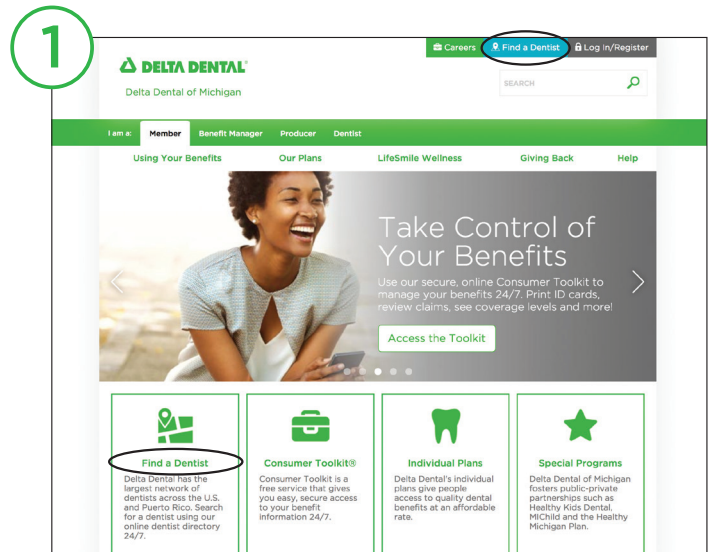 1
Careers
Find a Dentist
Log In/Register
DELTA DENTAL®
Delta Dental of Michigan
SEARCH
I am a: Member Benefit Manager Producer Dentist
Using Your Benefits Our Plans LifeSmile Wellness Giving Back Help
Take Control of
Your Benefits
Use our secure, online Consumer Toolkit to
manage your benefits 24/7. Print ID cards,
review claims, see coverage levels and more!
Access the Toolkit
Find a Dentist
Delta Dental has the
largest network of
dentists across the U.S.
and Puerto Rico. Search
for a dentist using our
online dentist directory
24/7.
Consumer Toolkit®
Consumer Toolkit is a
free service that gives
you easy, secure access
to your benefit
information 24/7.
Individual Plans
Delta Dental's individual
plans give people
access to quality dental
benefits at an affordable
rate.
Special Programs
Delta Dental of Michigan
fosters public-private
partnerships such as
Healthy Kids Dental,
MIChild and the Healthy
Michigan Plan.